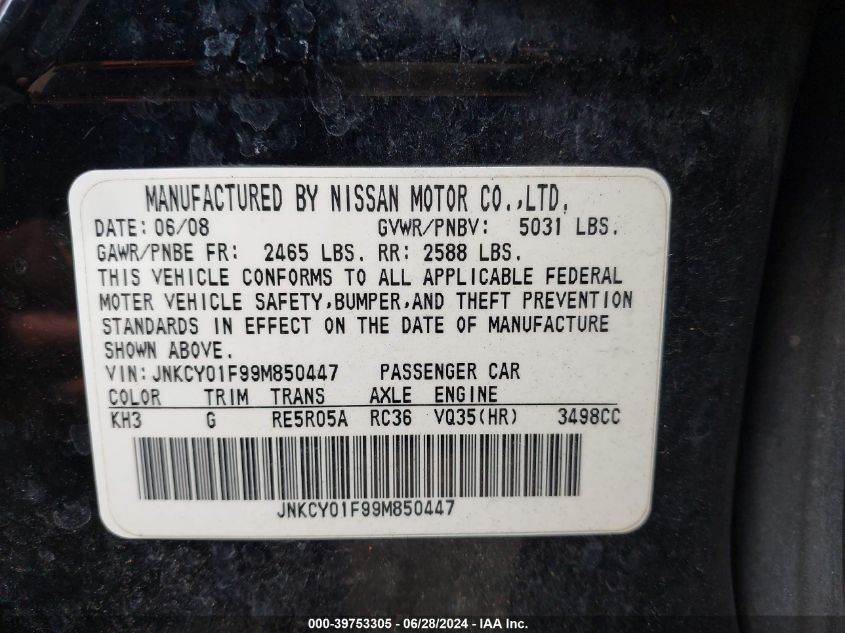 MANUFACTURED BY NISSAN MOTOR CO.,LTD.
DATE: 06/08 GVWR/PNBV: 5031 LBS.
GAWR/PNBE FR: 2465 LBS. RR: 2588 LBS.
THIS VEHICLE CONFORMS TO ALL APPLICABLE FEDERAL
MOTER VEHICLE SAFETY,BUMPER,AND THEFT PREVENTION
STANDARDS IN EFFECT ON THE DATE OF MANUFACTURE
SHOWN ABOVE.
VIN:JNKCY01F99M850447 PASSENGER CAR
COLOR TRIM TRANS AXLE ENGINE
KH3 G RE5R05A RC36 VQ35(HR) 3498CC
JNKCY01F99M850447
000-39753305 - 06/28/2024 - IAA Inc.